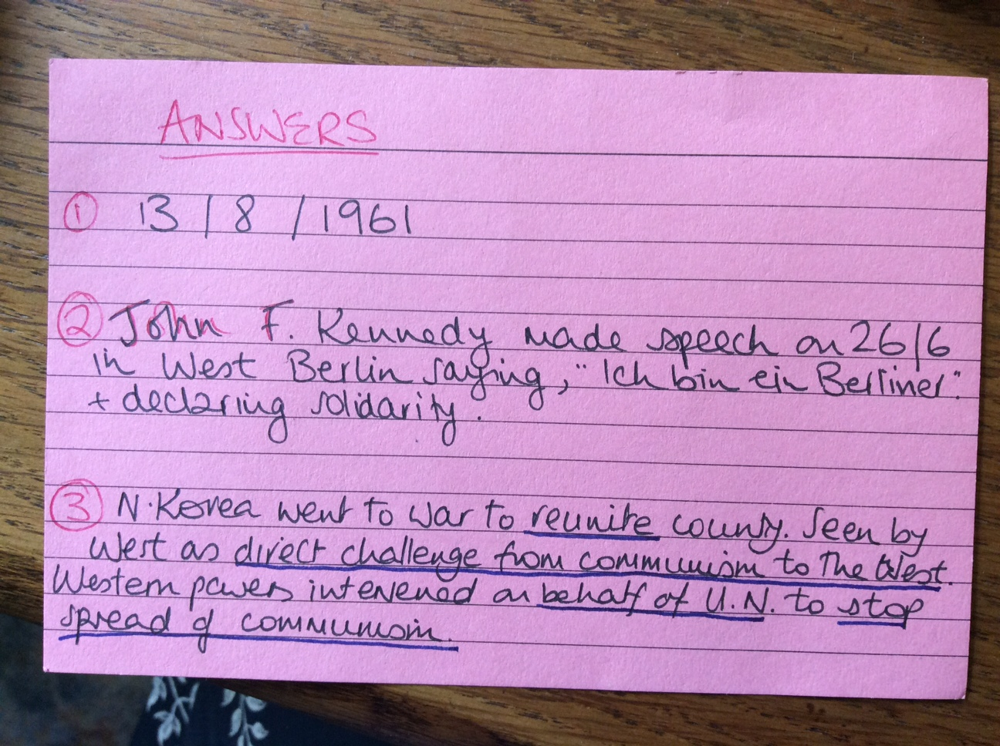 ANSWERS
① 13/8/1961
② John F. Kennedy made speech on 26/6
in West Berlin saying, "Ich bin ein Berliner".
+ declaring solidarity.
③ N. Korea went to war to reunite county. Seen by
West as direct challenge from communism to the West.
Western powers intervened on behalf of U.N. to stop
spread of communism.